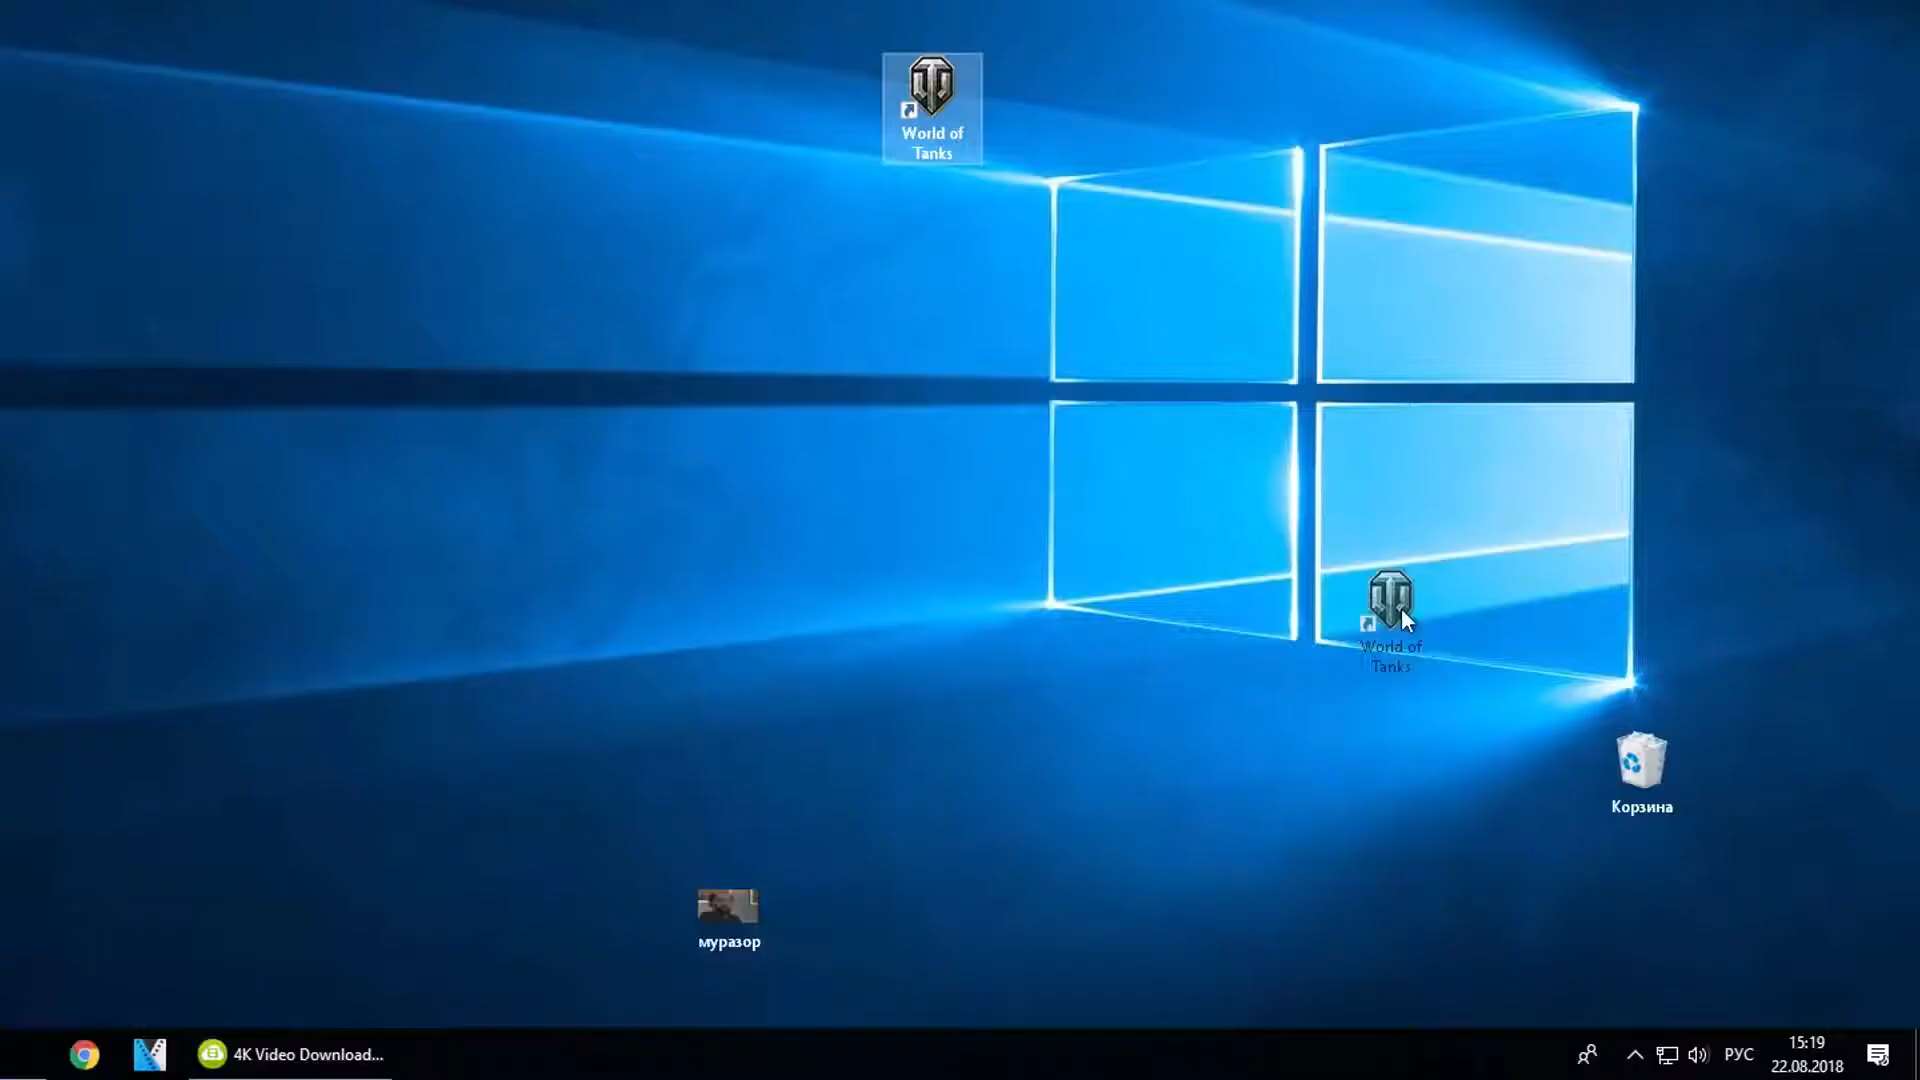 World of
Tanks
World of
Tanks
Корзина
муразор
4K Video Download...
РУС
15:19
22.08.2018